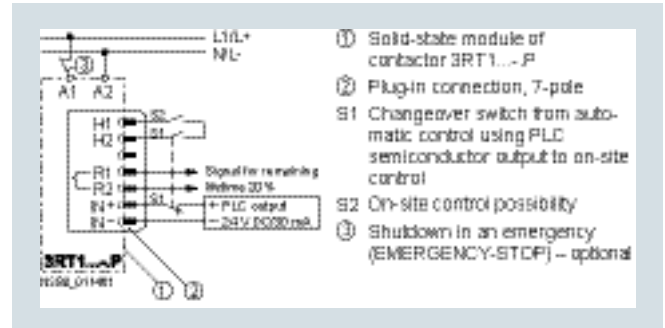 L1/L+
N/L-
③
A1 A2
H1
H2
S2
S1
R1
R2
Signal for remaining
lifetime 20 %
IN+
IN-
S1
+ PLC output
- 24 V DC/30 mA
3RT1...-.P
① ②
① Solid-state module of
contactor 3RT1...-.P
② Plug-in connection, 7-pole
S1 Changeover switch from auto-
matic control using PLC
semiconductor output to on-site
control
S2 On-site control possibility
③ Shutdown in an emergency
(EMERGENCY-STOP) – optional